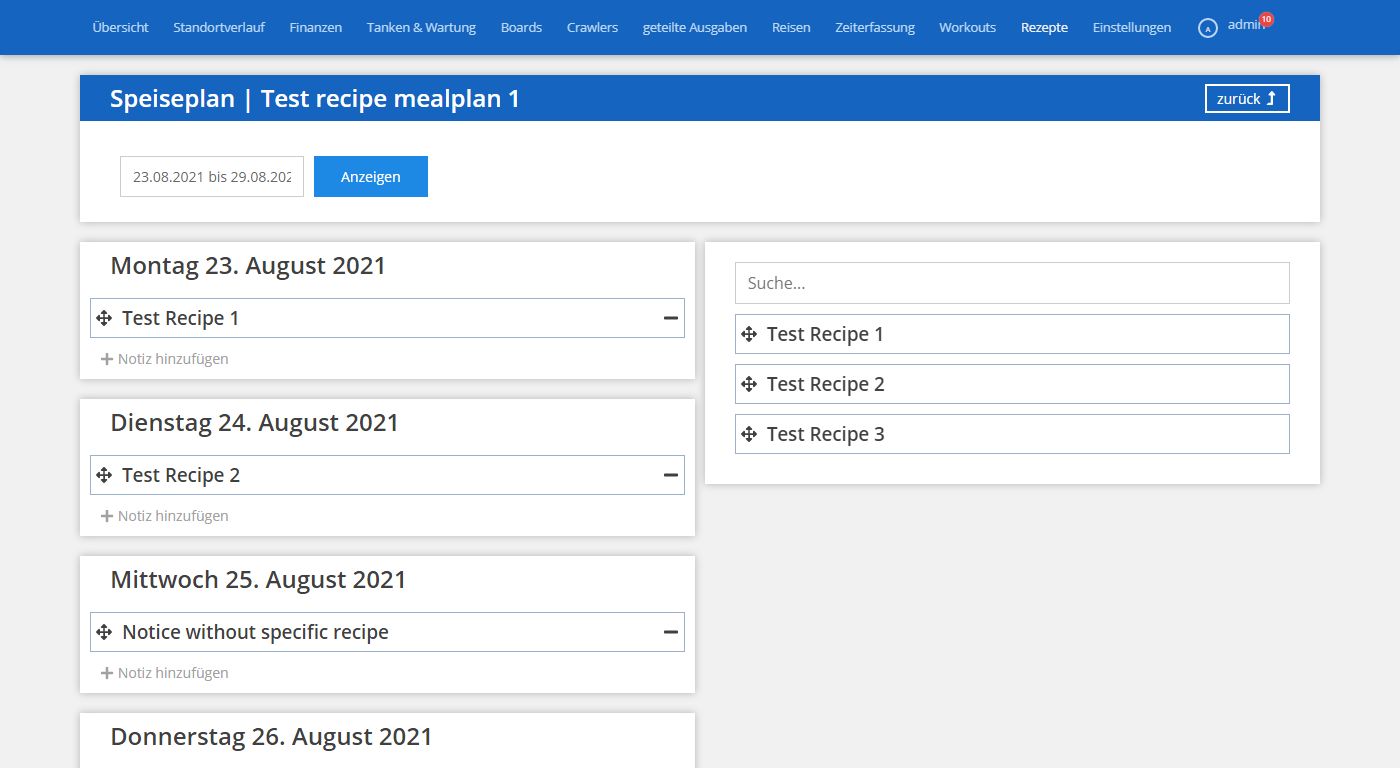 Übersicht Standortverlauf Finanzen Tanken & Wartung Boards Crawlers geteilte Ausgaben Reisen Zeiterfassung Workouts Rezepte Einstellungen A admin 10
Speiseplan | Test recipe mealplan 1
zurück
23.08.2021 bis 29.08.202
Anzeigen
Montag 23. August 2021
Test Recipe 1
Notiz hinzufügen
Dienstag 24. August 2021
Test Recipe 2
Notiz hinzufügen
Mittwoch 25. August 2021
Notice without specific recipe
Notiz hinzufügen
Donnerstag 26. August 2021
Suche...
Test Recipe 1
Test Recipe 2
Test Recipe 3